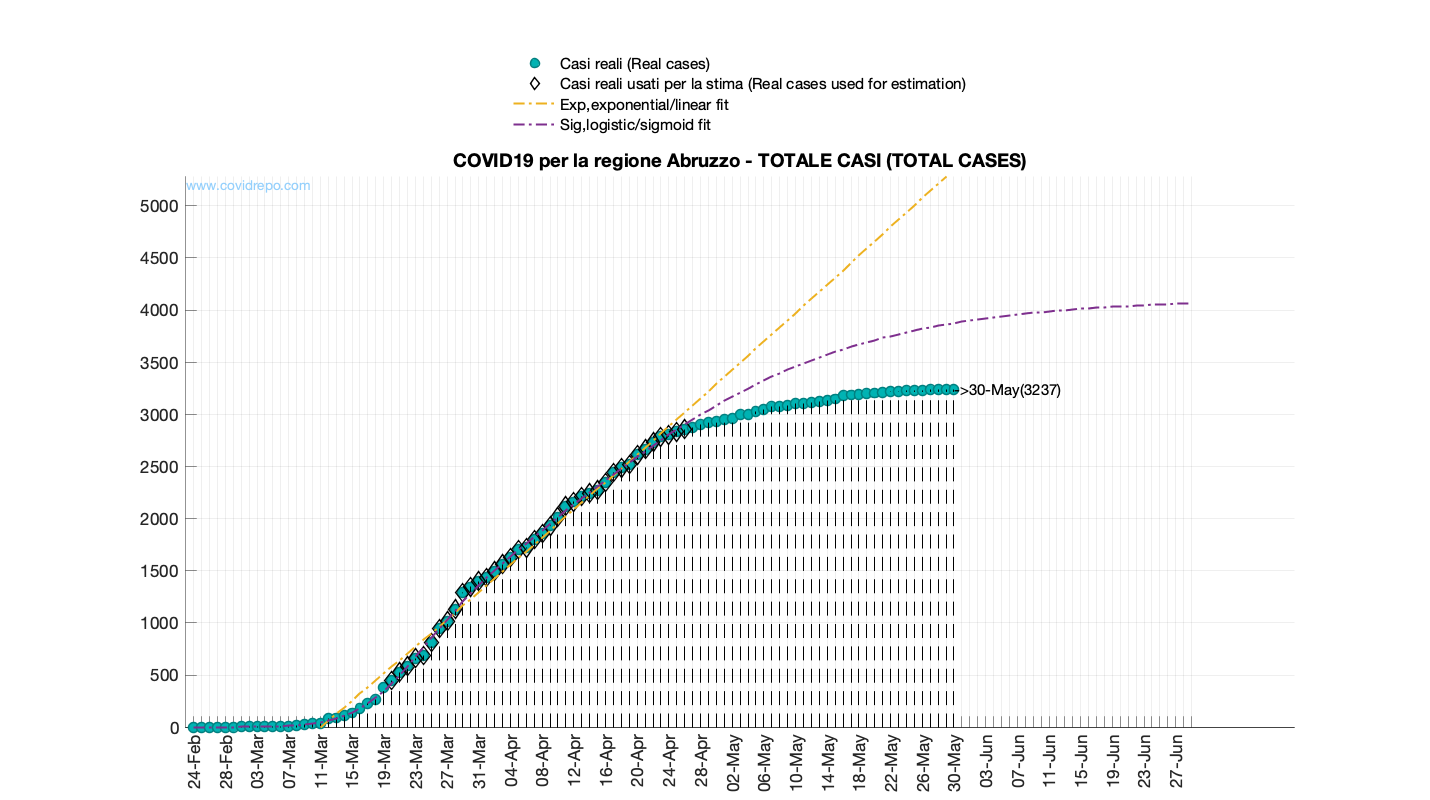 Casi reali (Real cases)
Casi reali usati per la stima (Real cases used for estimation)
Exp,exponential/linear fit
Sig,logistic/sigmoid fit
COVID19 per la regione Abruzzo - TOTALE CASI (TOTAL CASES)
www.covidrepo.com
5000
4500
4000
3500
3000
2500
2000
1500
1000
500
0
>30-May(3237)
24-Feb
28-Feb
03-Mar
07-Mar
11-Mar
15-Mar
19-Mar
23-Mar
27-Mar
31-Mar
04-Apr
08-Apr
12-Apr
16-Apr
20-Apr
24-Apr
28-Apr
02-May
06-May
10-May
14-May
18-May
22-May
26-May
30-May
03-Jun
07-Jun
11-Jun
15-Jun
19-Jun
23-Jun
27-Jun